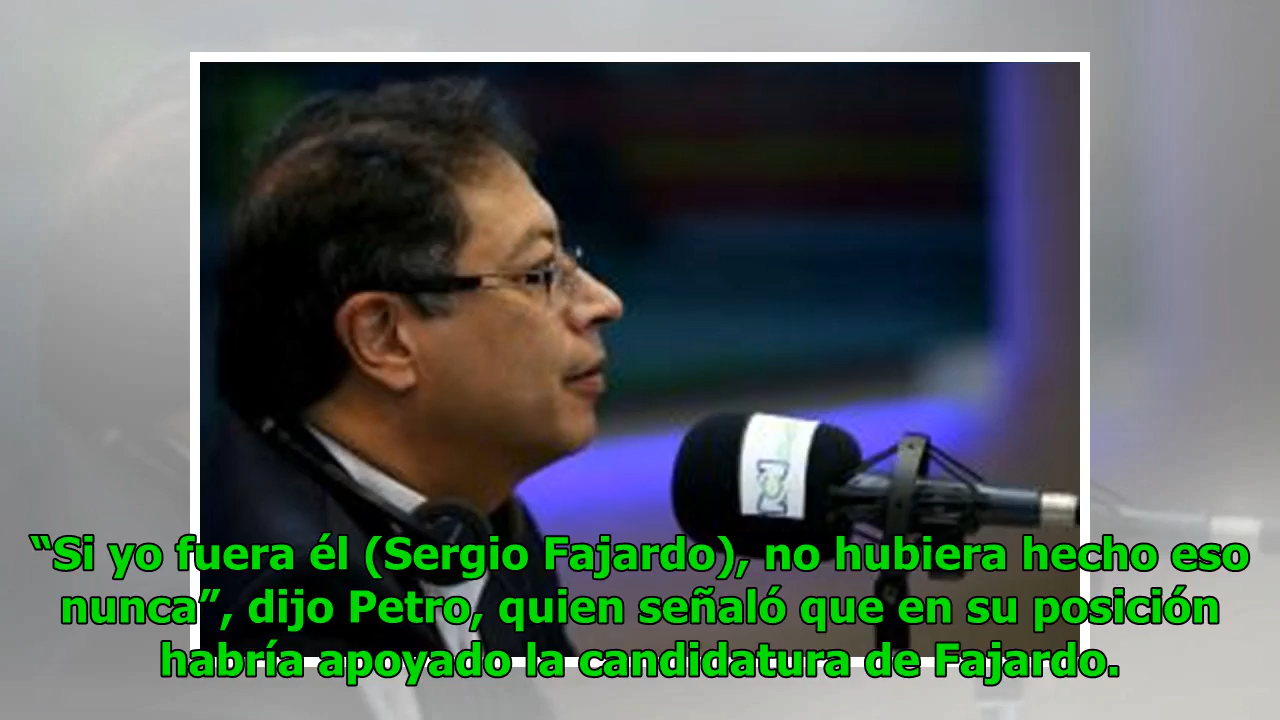 “Si yo fuera él (Sergio Fajardo), no hubiera hecho eso
nunca”, dijo Petro, quien señaló que en su posición
habría apoyado la candidatura de Fajardo.